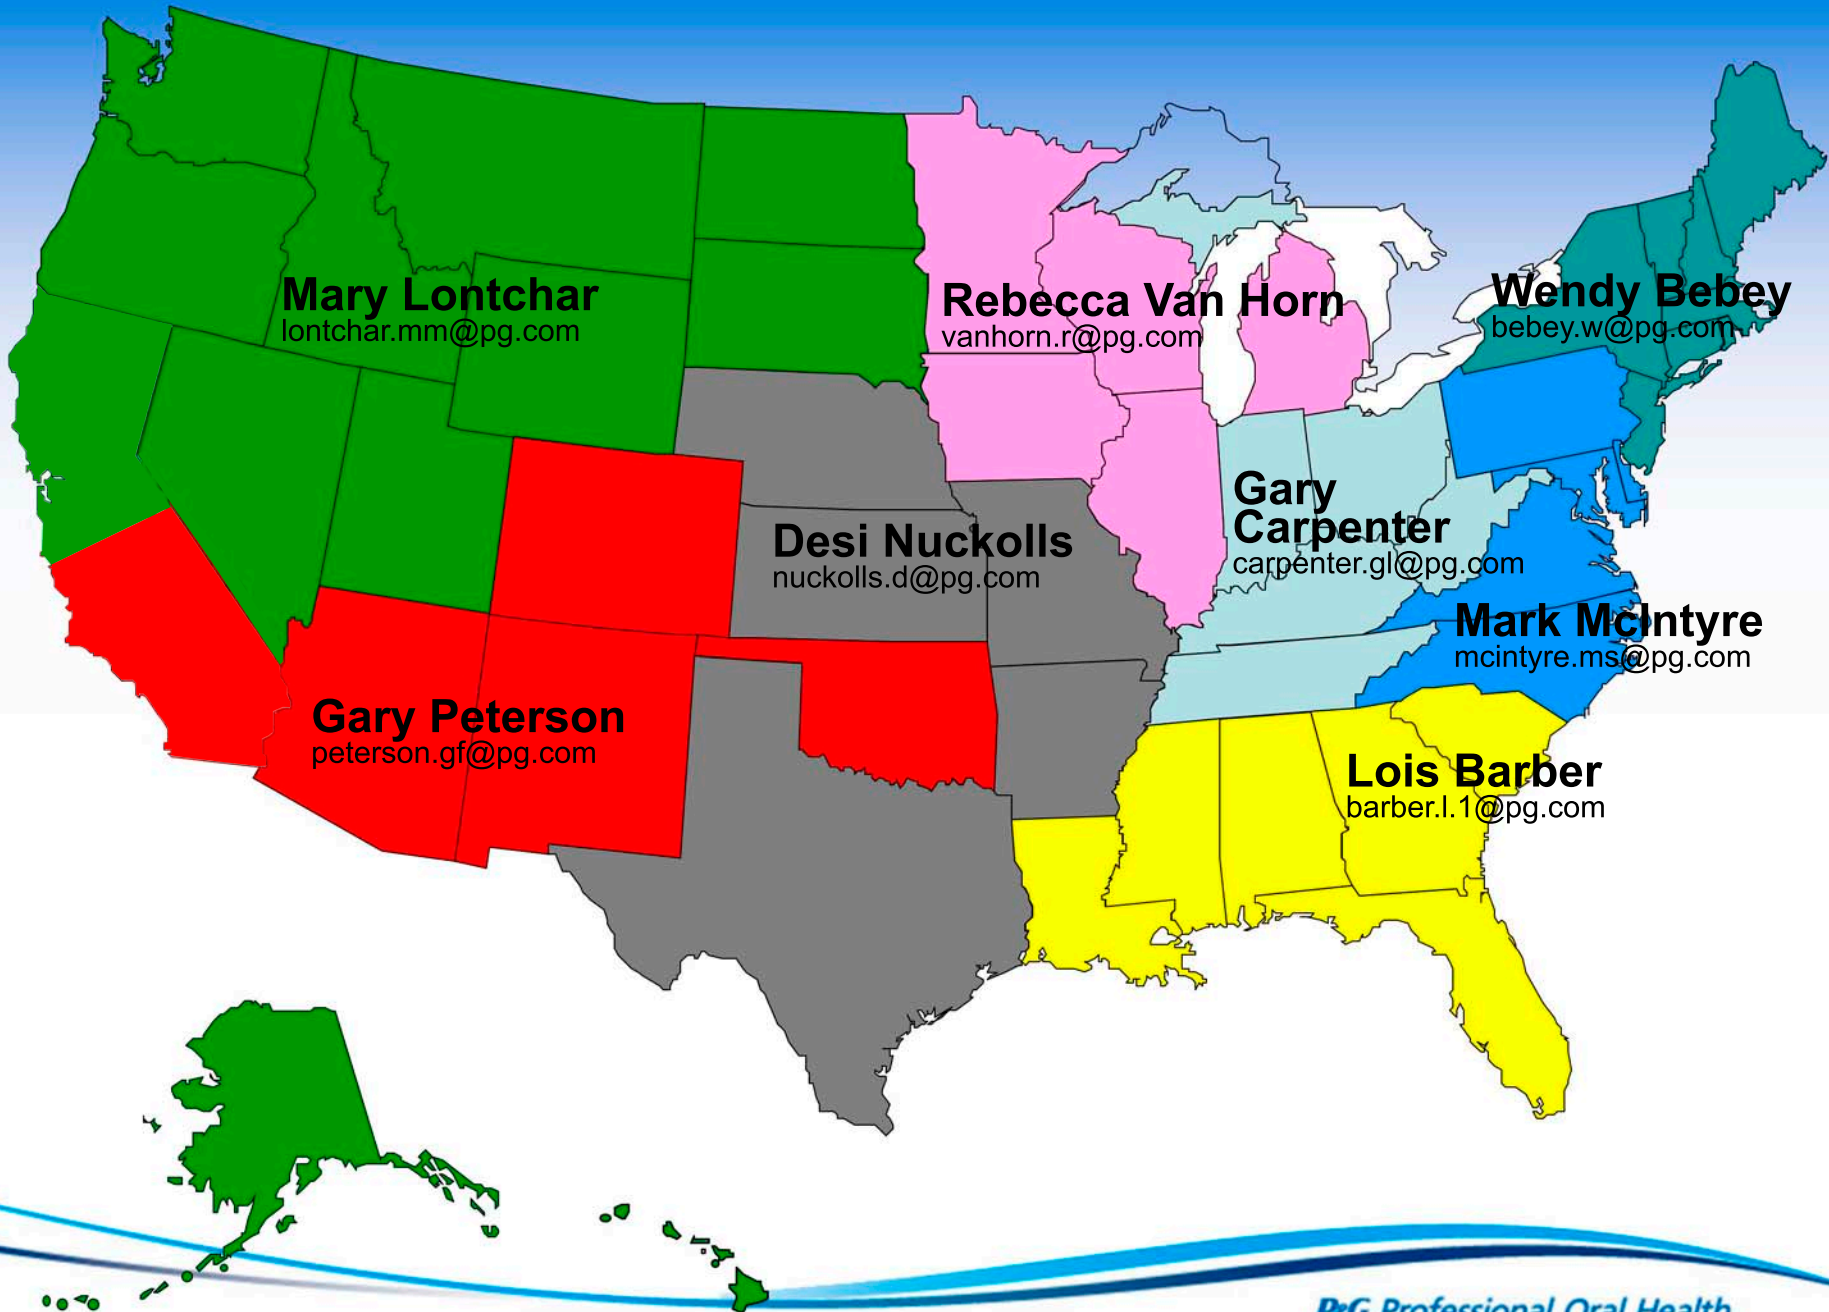 Mary Lontchar
lontchar.mm@pg.com
Rebecca Van Horn
vanhorn.r@pg.com
Wendy Bebey
bebey.w@pg.com
Gary
Carpenter
carpenter.gl@pg.com
Desi Nuckolls
nuckolls.d@pg.com
Mark McIntyre
mcintyre.ms@pg.com
Gary Peterson
peterson.gf@pg.com
Lois Barber
barber.l.1@pg.com
P&G Professional Oral Health